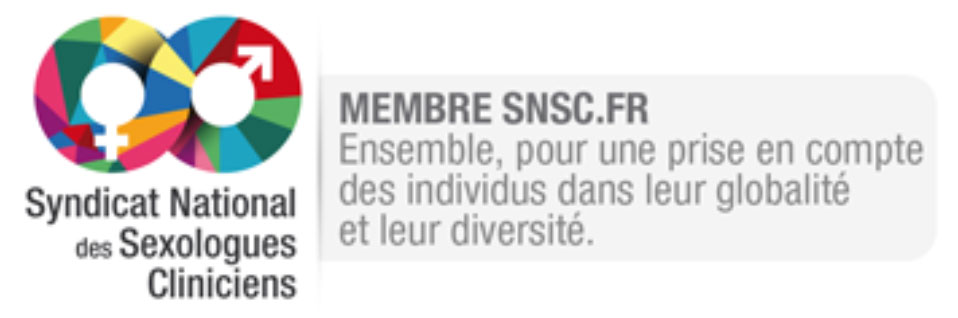 Syndicat National
des Sexologues
Cliniciens
MEMBRE SNSC.FR
Ensemble, pour une prise en compte
des individus dans leur globalité
et leur diversité.